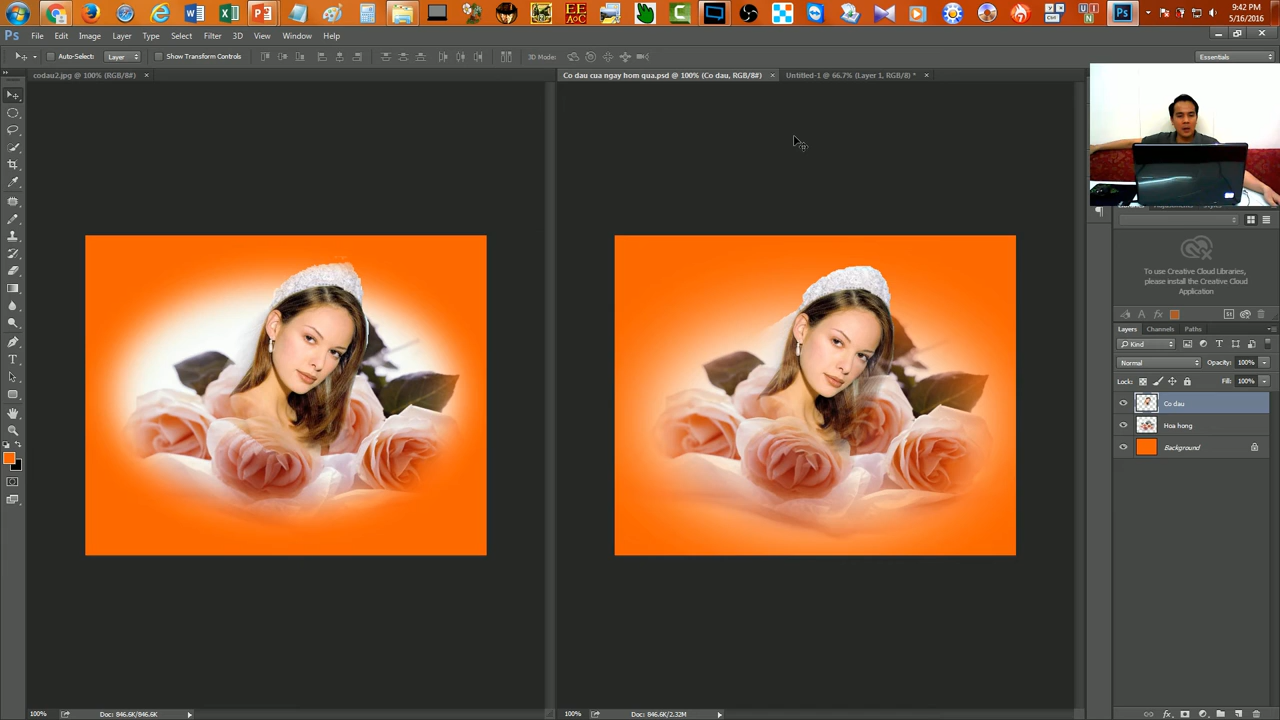 9:42 PM
5/16/2016
File Edit Image Layer Type Select Filter 3D View Window Help
Auto-Select: Layer Show Transform Controls 3D Mode: Essentials
codau2.jpg @ 100% (RGB/8#) ×
Co dau cua ngay hom qua.psd @ 100% (Co dau, RGB/8#) ×
Untitled-1 @ 66.7% (Layer 1, RGB/8) * ×
To use Creative Cloud Libraries,
please install the Creative Cloud
Application
Layers Channels Paths
Kind
Normal Opacity: 100%
Lock: Fill: 100%
Co dau
Hoa hong
Background
100% Doc: 846.6K/846.6K
100% Doc: 846.6K/2.32M